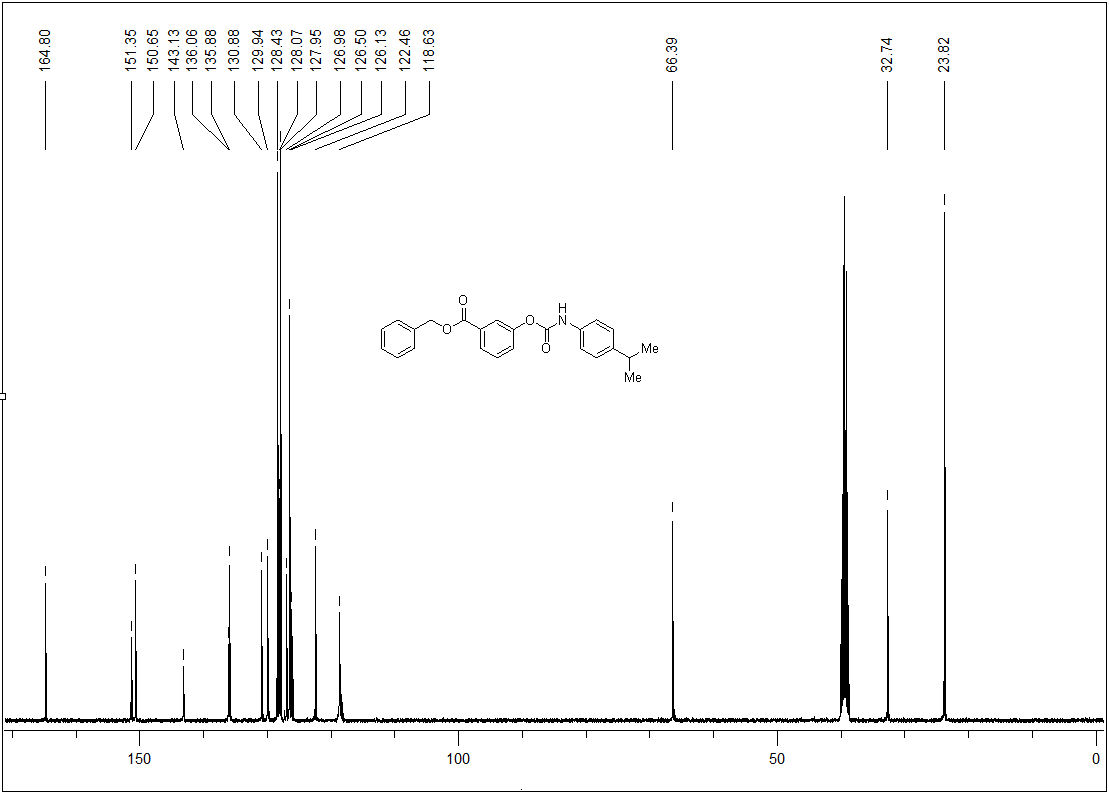 164.80
151.35
150.65
143.13
136.06
135.88
130.88
129.94
128.43
128.07
127.95
126.98
126.50
126.13
122.46
118.63
66.39
32.74
23.82
O
O
O
O
H
N
Me
Me
150
100
50
0